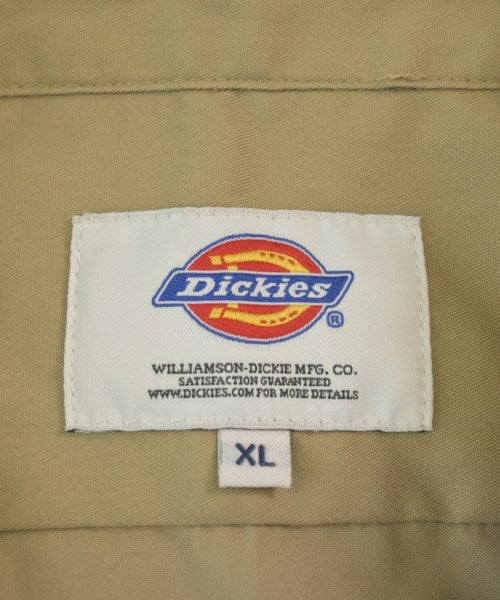 Dickies
®
WILLIAMSON-DICKIE MFG. CO.
SATISFACTION GUARANTEED
WWW.DICKIES.COM FOR MORE DETAILS
XL